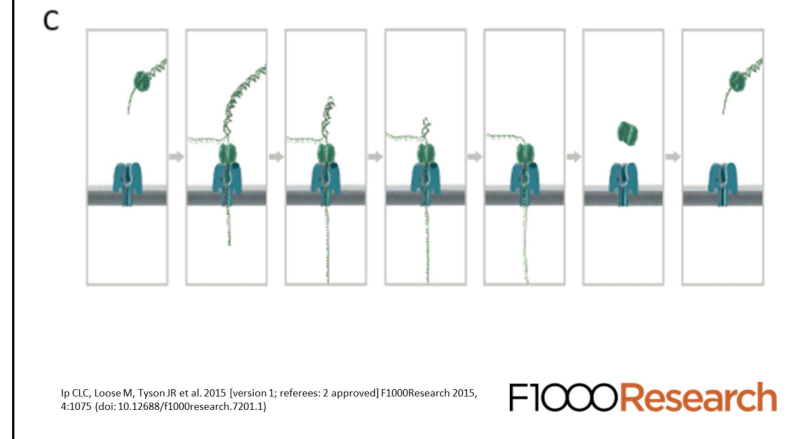 C
Ip CLC, Loose M, Tyson JR et al. 2015 [version 1; referees: 2 approved] F1000Research 2015,
4:1075 (doi: 10.12688/f1000research.7201.1)
F1000Research